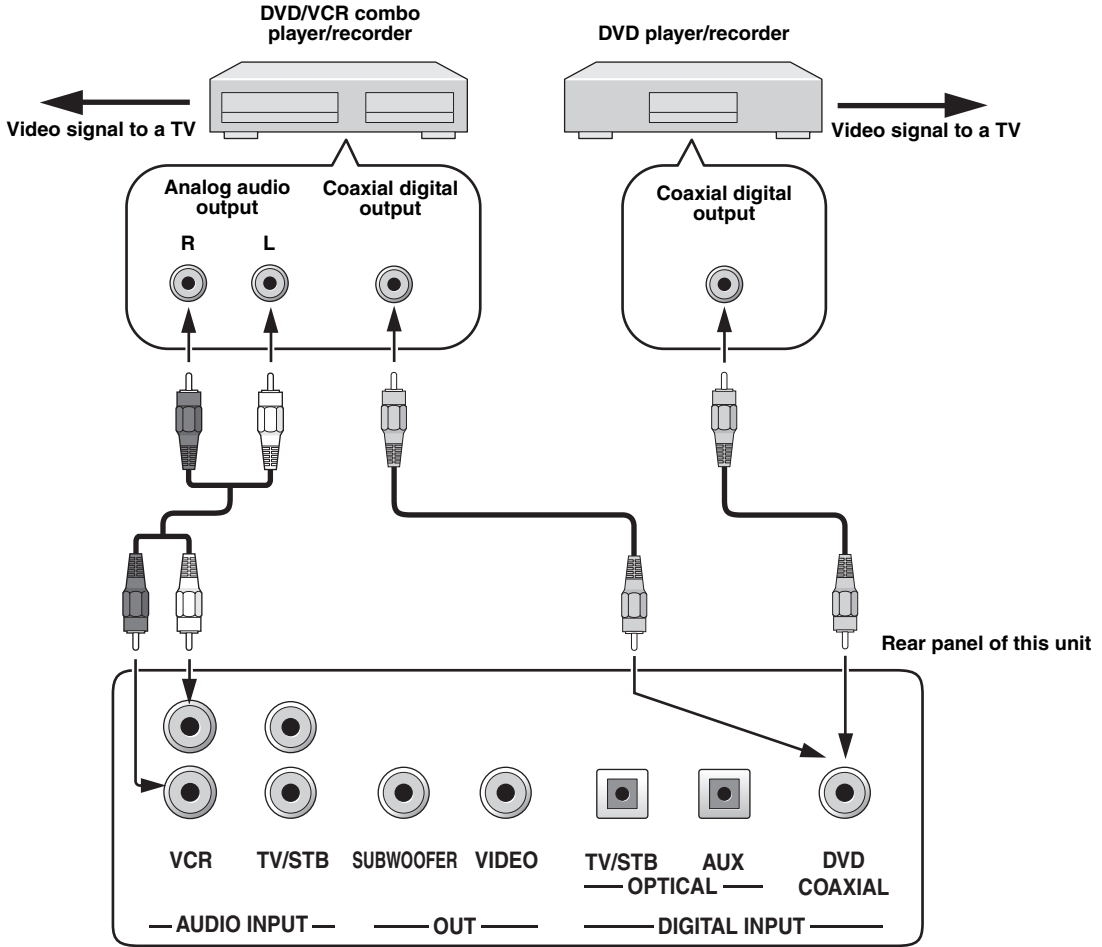 DVD/VCR combo
player/recorder
DVD player/recorder
Video signal to a TV
Video signal to a TV
Analog audio
output
Coaxial digital
output
Coaxial digital
output
R
L
Rear panel of this unit
VCR
TV/STB
SUBWOOFER
VIDEO
TV/STB
AUX
DVD
OPTICAL
COAXIAL
AUDIO INPUT
OUT
DIGITAL INPUT